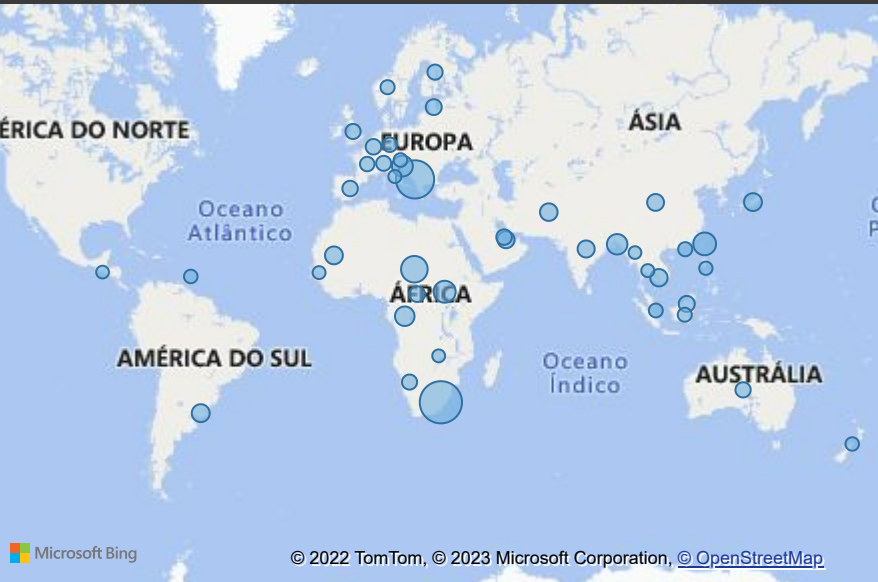 ÉRICA DO NORTE
EUROPA
ÁSIA
Oceano
Atlântico
ÁFRICA
AMÉRICA DO SUL
Oceano
Índico
AUSTRÁLIA
Microsoft Bing
© 2022 TomTom, © 2023 Microsoft Corporation, © OpenStreetMap